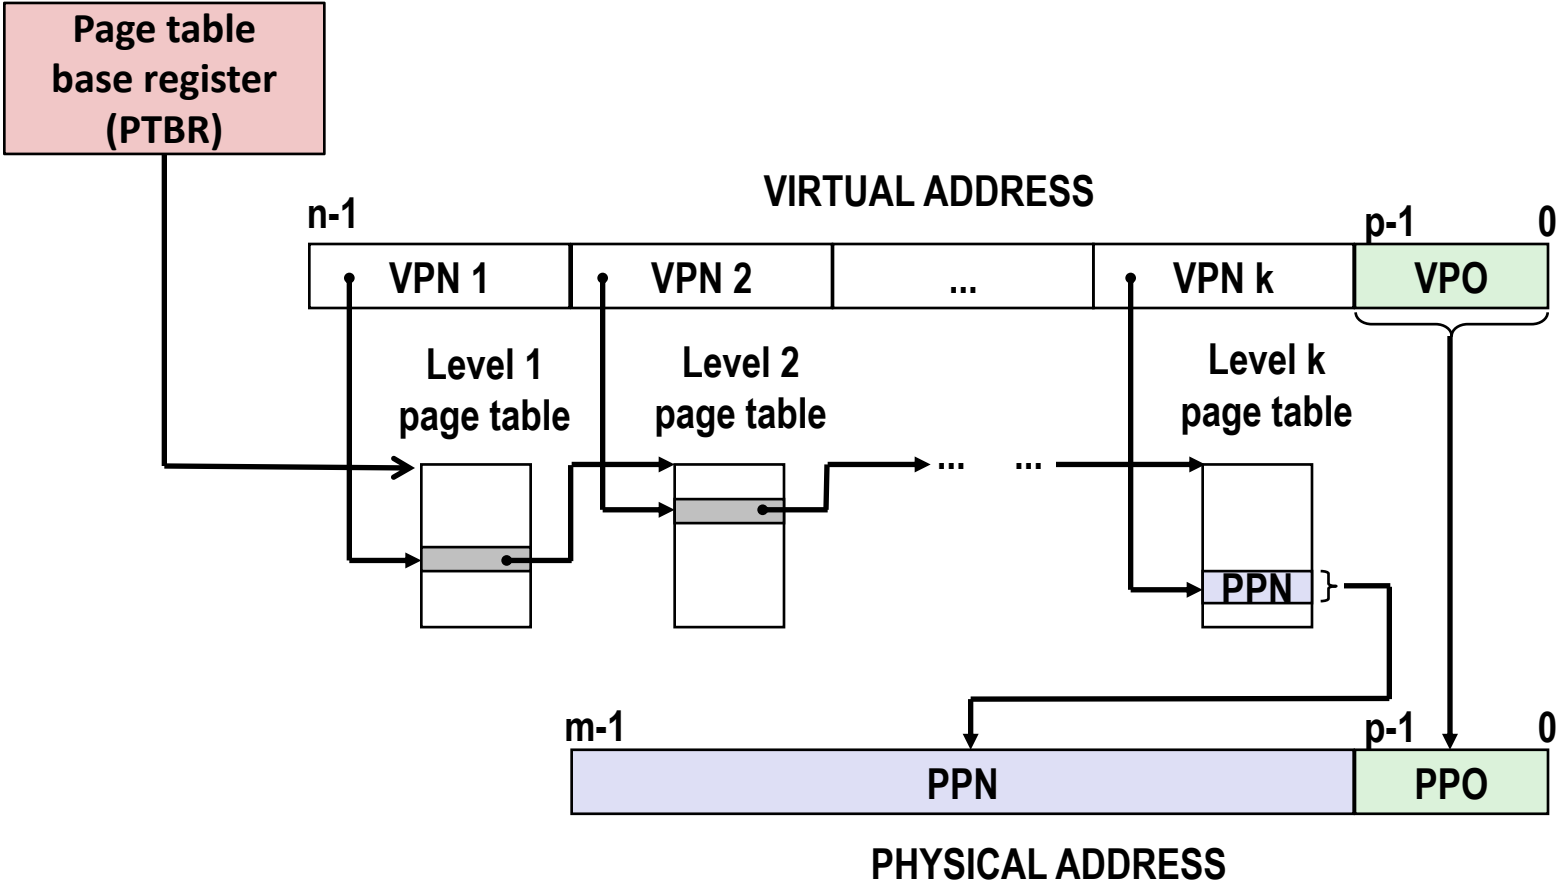 Page table
base register
(PTBR)
VIRTUAL ADDRESS
n-1
p-1
0
VPN 1
VPN 2
...
VPN k
VPO
Level 1
page table
Level 2
page table
Level k
page table
...
...
PPN
m-1
p-1
0
PPN
PPO
PHYSICAL ADDRESS